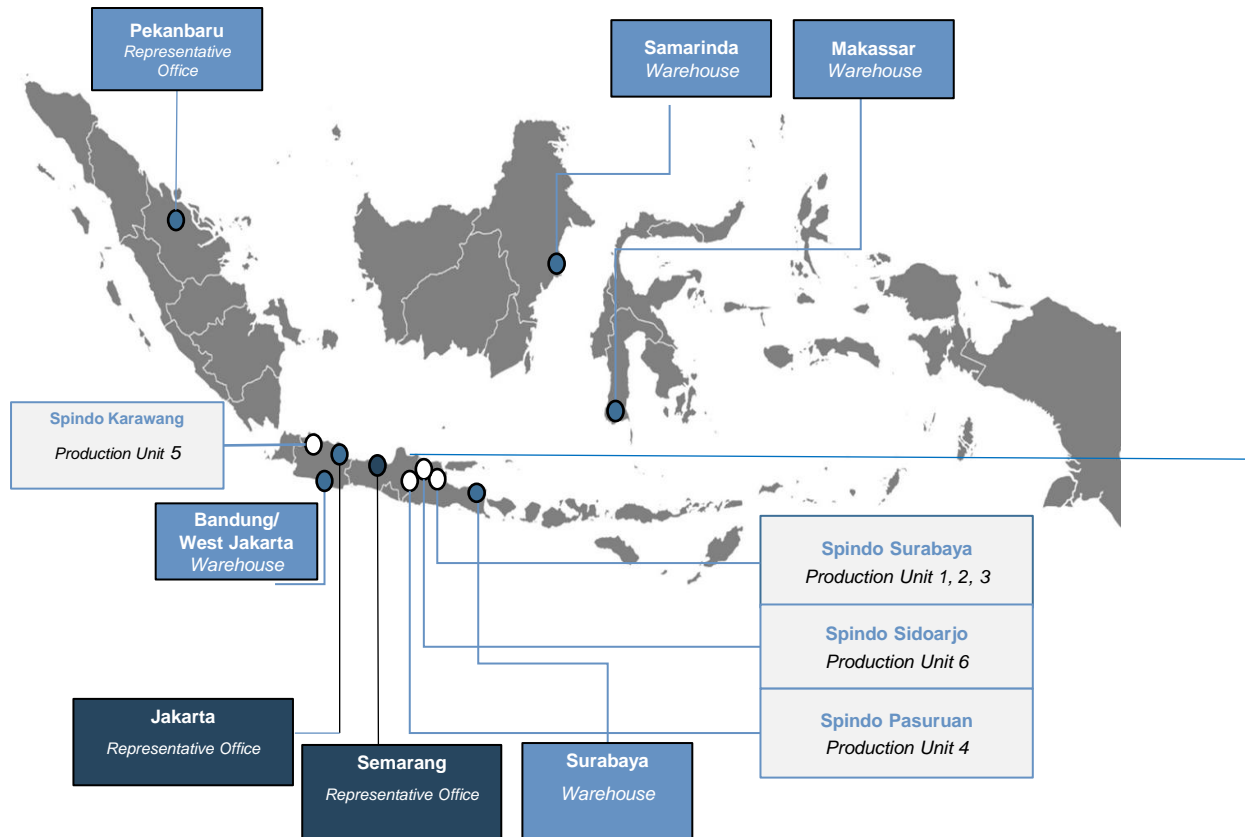 Pekanbaru
Representative
Office
Samarinda
Warehouse
Makassar
Warehouse
Spindo Karawang
Production Unit 5
Bandung/
West Jakarta
Warehouse
Spindo Surabaya
Production Unit 1, 2, 3
Spindo Sidoarjo
Production Unit 6
Spindo Pasuruan
Production Unit 4
Jakarta
Representative Office
Semarang
Representative Office
Surabaya
Warehouse